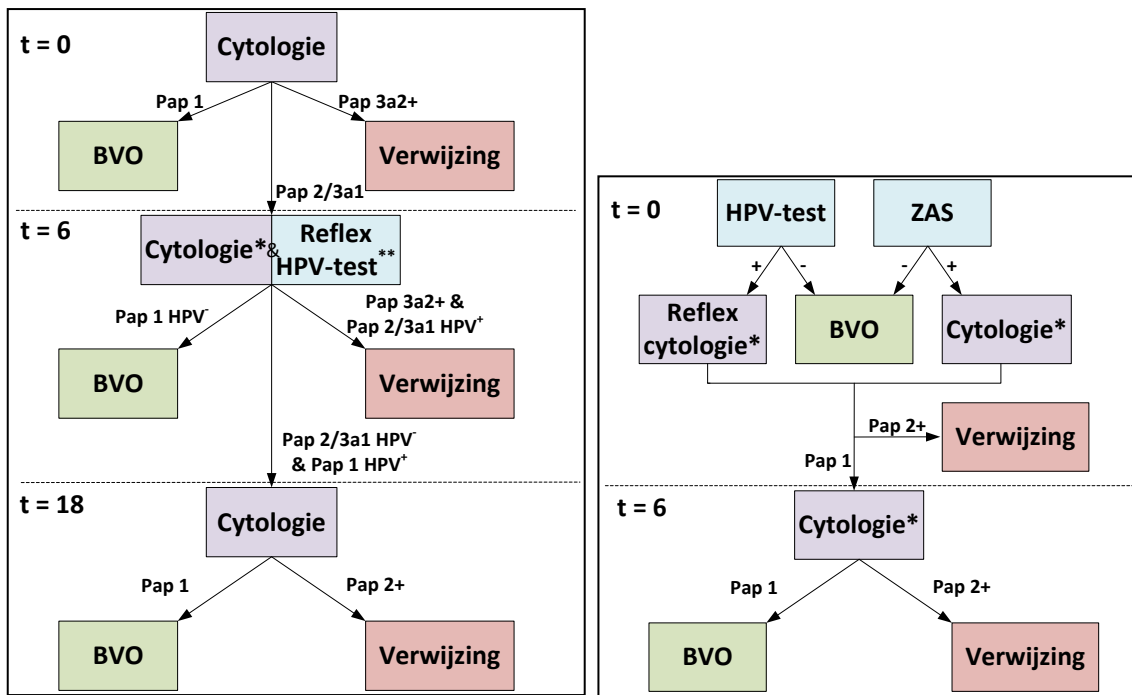 t = 0
Cytologie
Pap 1
Pap 3a2+
BVO
Verwijzing
Pap 2/3a1
t = 6
Cytologie* & Reflex
HPV-test**
Pap 1 HPV-
Pap 3a2+ &
Pap 2/3a1 HPV+
BVO
Verwijzing
Pap 2/3a1 HPV-
& Pap 1 HPV+
t = 18
Cytologie
Pap 1
Pap 2+
BVO
Verwijzing
t = 0
HPV-test
ZAS
+
-
-
+
Reflex
cytologie*
BVO
Cytologie*
Pap 2+
Verwijzing
Pap 1
t = 6
Cytologie*
Pap 1
Pap 2+
BVO
Verwijzing